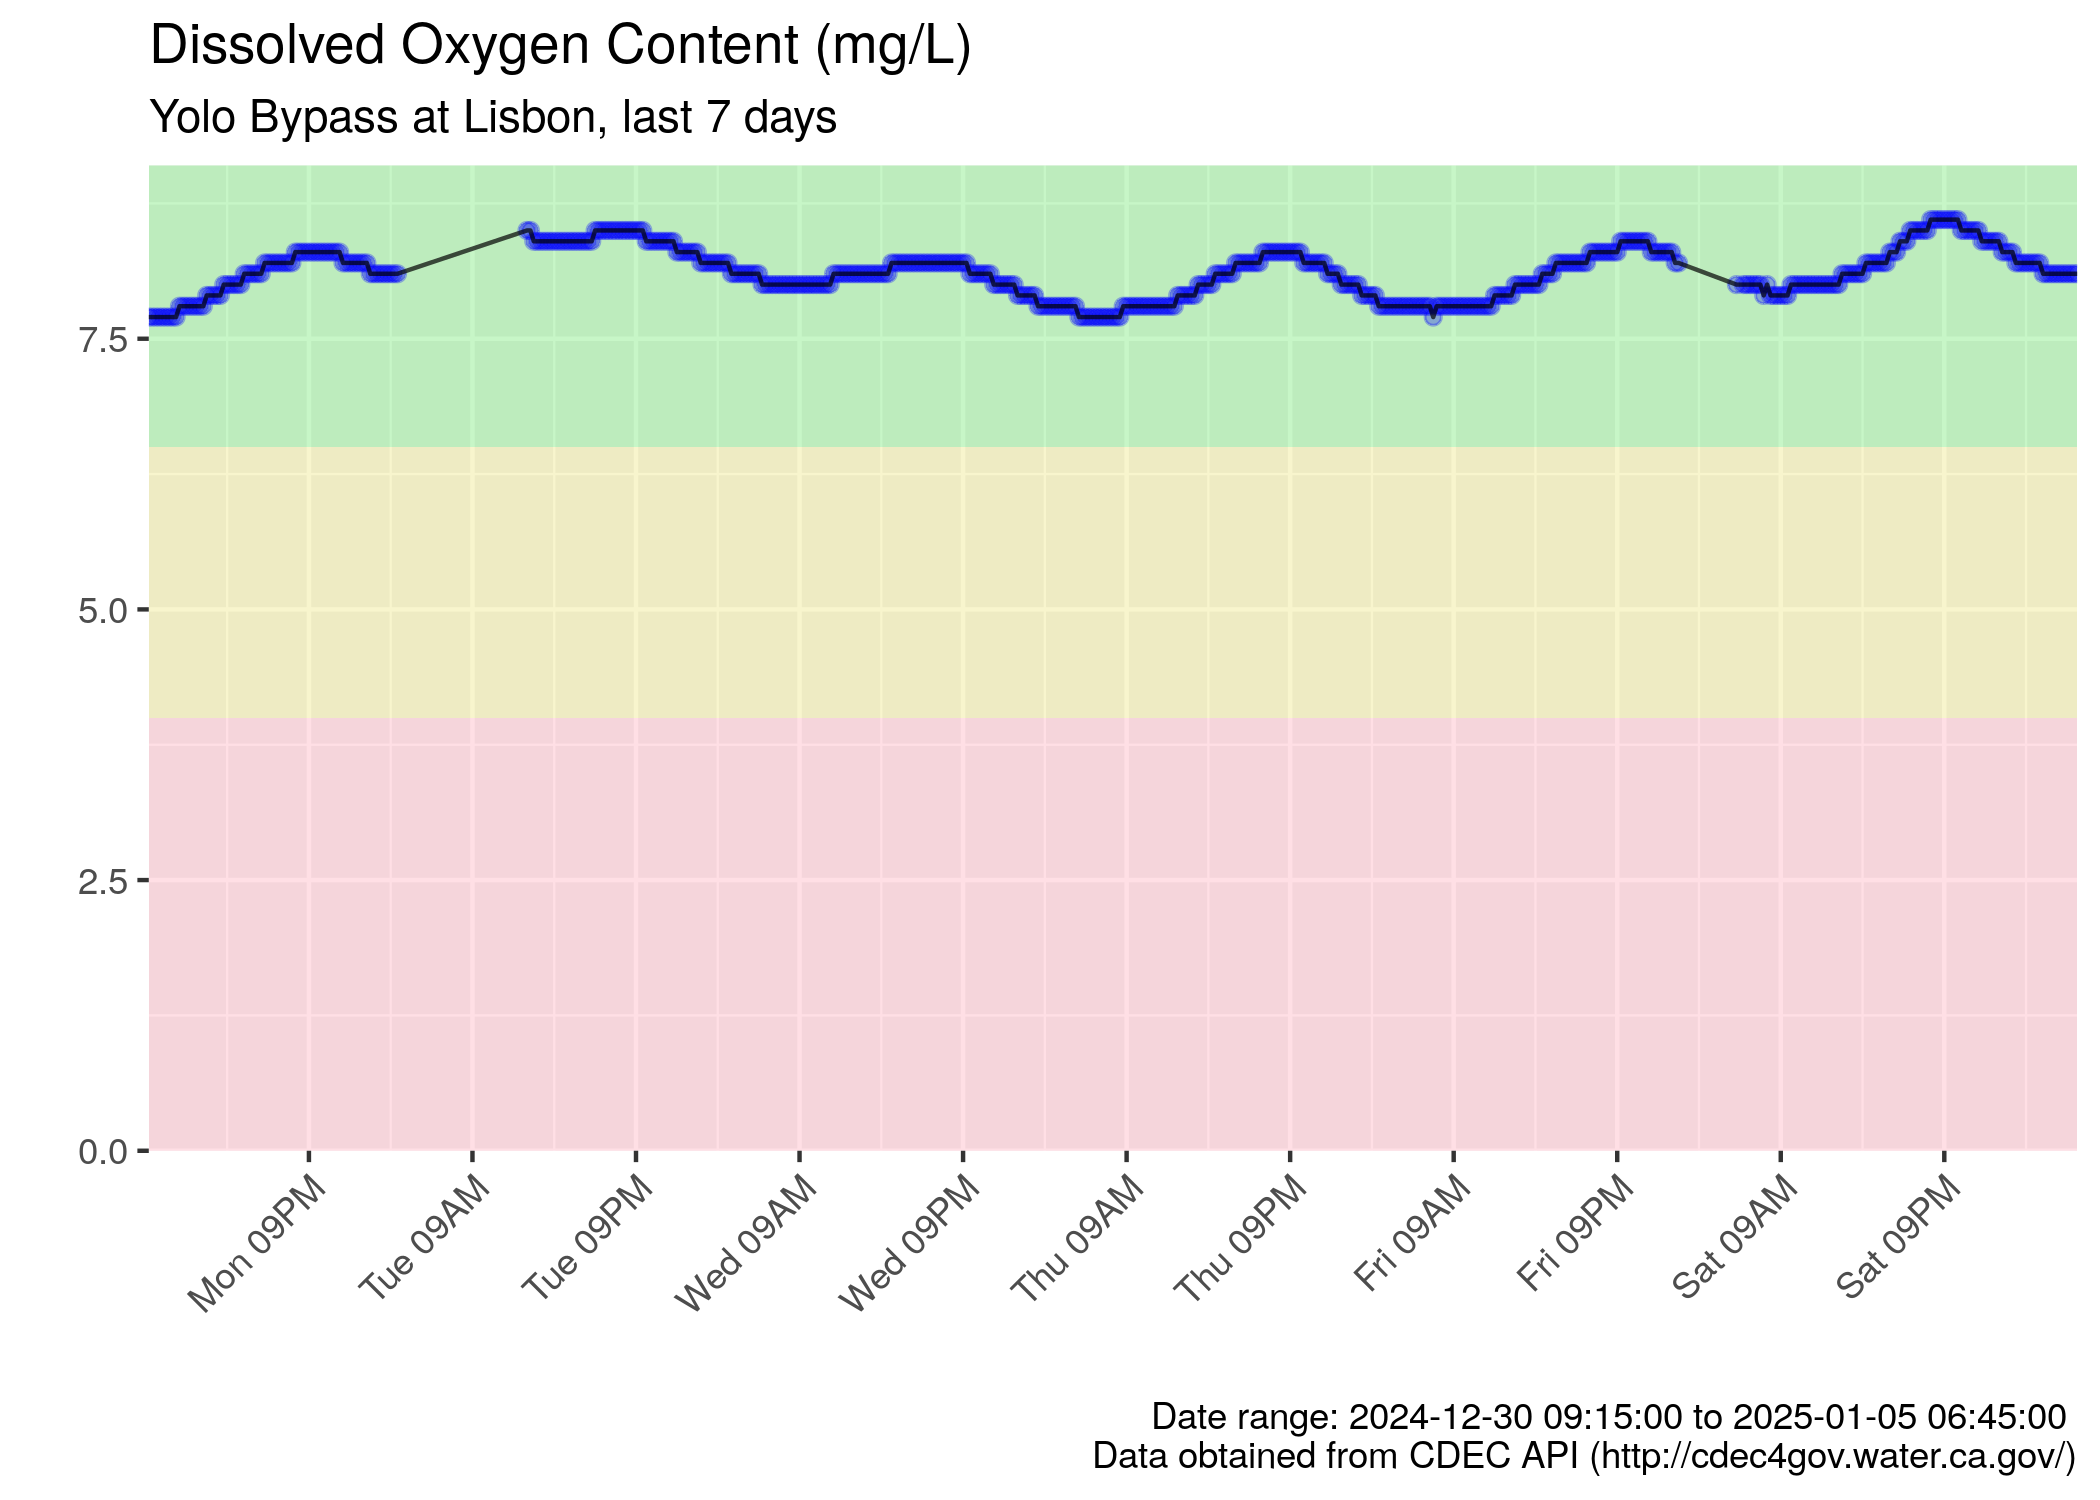 Dissolved Oxygen Content (mg/L)
Yolo Bypass at Lisbon, last 7 days
7.5
5.0
2.5
0.0
Mon 09PM
Tue 09AM
Tue 09PM
Wed 09AM
Wed 09PM
Thu 09AM
Thu 09PM
Fri 09AM
Fri 09PM
Sat 09AM
Sat 09PM
Date range: 2024-12-30 09:15:00 to 2025-01-05 06:45:00
Data obtained from CDEC API (http://cdec4gov.water.ca.gov/)